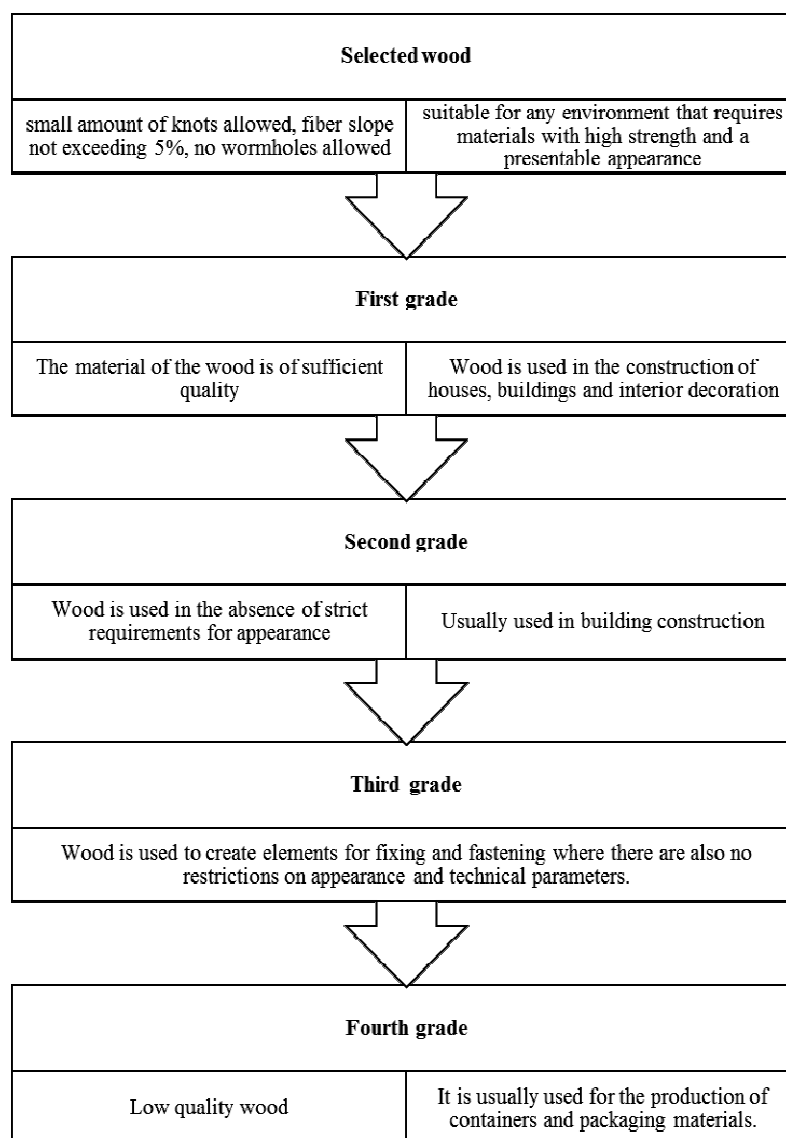 Selected wood
small amount of knots allowed, fiber slope
not exceeding 5%, no wormholes allowed
suitable for any environment that requires
materials with high strength and a
presentable appearance
First grade
The material of the wood is of sufficient
quality
Wood is used in the construction of
houses, buildings and interior decoration
Second grade
Wood is used in the absence of strict
requirements for appearance
Usually used in building construction
Third grade
Wood is used to create elements for fixing and fastening where there are also no
restrictions on appearance and technical parameters.
Fourth grade
Low quality wood
It is usually used for the production of
containers and packaging materials.